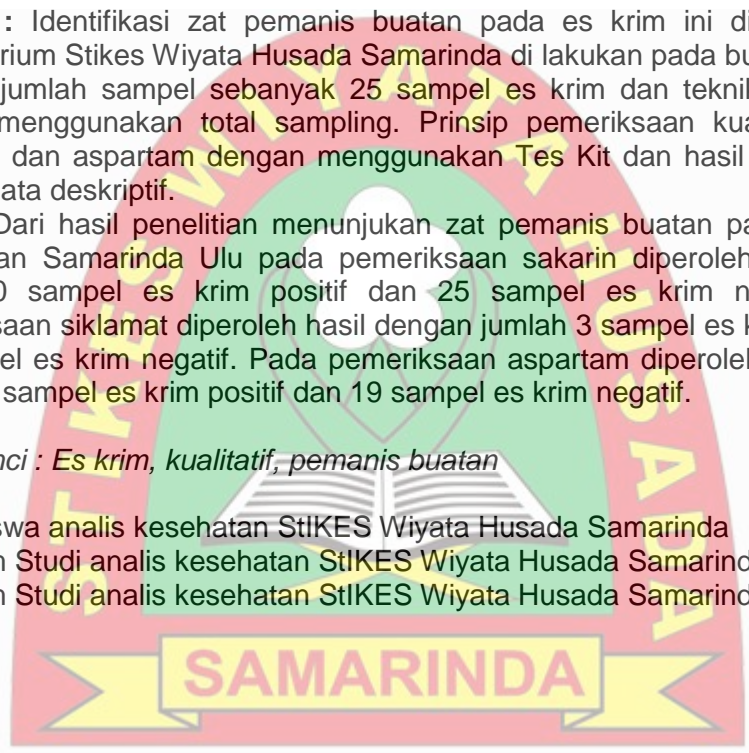 : Identifikasi zat pemanis buatan pada es krim ini di
rium Stikes Wiyata Husada Samarinda di lakukan pada bu
jumlah sampel sebanyak 25 sampel es krim dan teknil
menggunakan total sampling. Prinsip pemeriksaan kua
dan aspartam dengan menggunakan Tes Kit dan hasil
ata deskriptif.
Dari hasil penelitian menunjukan zat pemanis buatan pa
an Samarinda Ulu pada pemeriksaan sakarin diperoleh
0 sampel es krim positif dan 25 sampel es krim n
saan siklamat diperoleh hasil dengan jumlah 3 sampel es k
el es krim negatif. Pada pemeriksaan aspartam diperolel
sampel es krim positif dan 19 sampel es krim negatif.
nci : Es krim, kualitatif, pemanis buatan
swa analis kesehatan StIKES Wiyata Husada Samarinda
n Studi analis kesehatan StIKES Wiyata Husada Samarind
n Studi analis kesehatan StIKES Wiyata Husada Samarind
STIKES WIYATA HUSADA
SAMARINDA